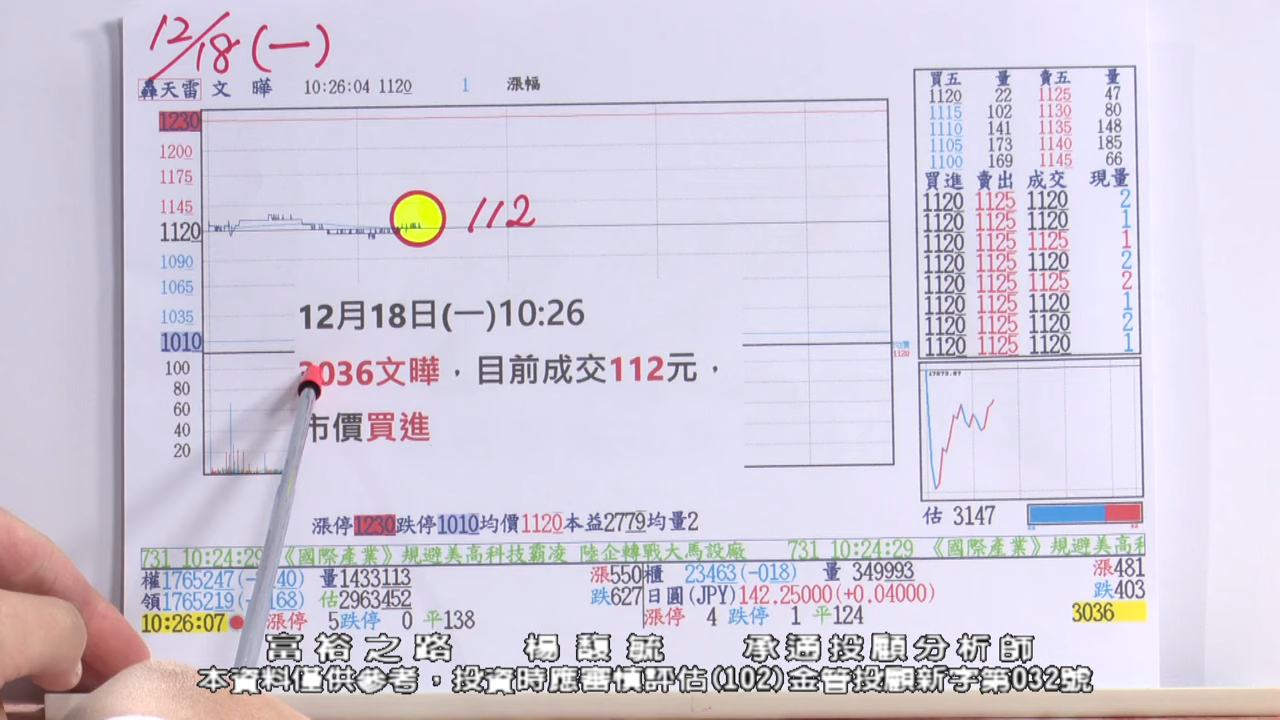 12/18(一)
轟天雷 文 曄 10:26:04 1120 1 漲幅
1230
1200
1175
1145
1120
1090
1065
1035
1010
100
80
60
40
20
112
12月18日(一)10:26
3036文曄，目前成交112元，
市價買進
買五 量 賣五 量
1120 22 1125 47
1115 102 1130 80
1110 141 1135 148
1105 173 1140 185
1100 169 1145 66
買進 賣出 成交 現量
1120 1125 1120 2
1120 1125 1120 1
1120 1125 1125 1
1120 1125 1120 2
1120 1125 1125 2
1120 1125 1120 1
1120 1125 1120 2
1120 1125 1120 1
均價
1120
17673.67
估 3147
漲停1230跌停1010均價1120本益2779均量2
731 10:24:29 《國際產業》規避美高科技霸凌 陸企轉戰大馬設廠 731 10:24:29 《國際產業》規避美高科
權1765247 量1433113 漲550 櫃 23463(-018) 量 349993 漲481
領1765219 估2963452 跌627 日圓(JPY)142.25000(+0.04000) 跌403
10:26:07 漲停 5跌停 0 平138 漲停 4 跌停 1 平124 3036
富裕之路 楊馥毓 承通投顧分析師
本資料僅供參考，投資時應審慎評估(102)金管投顧新字第032號